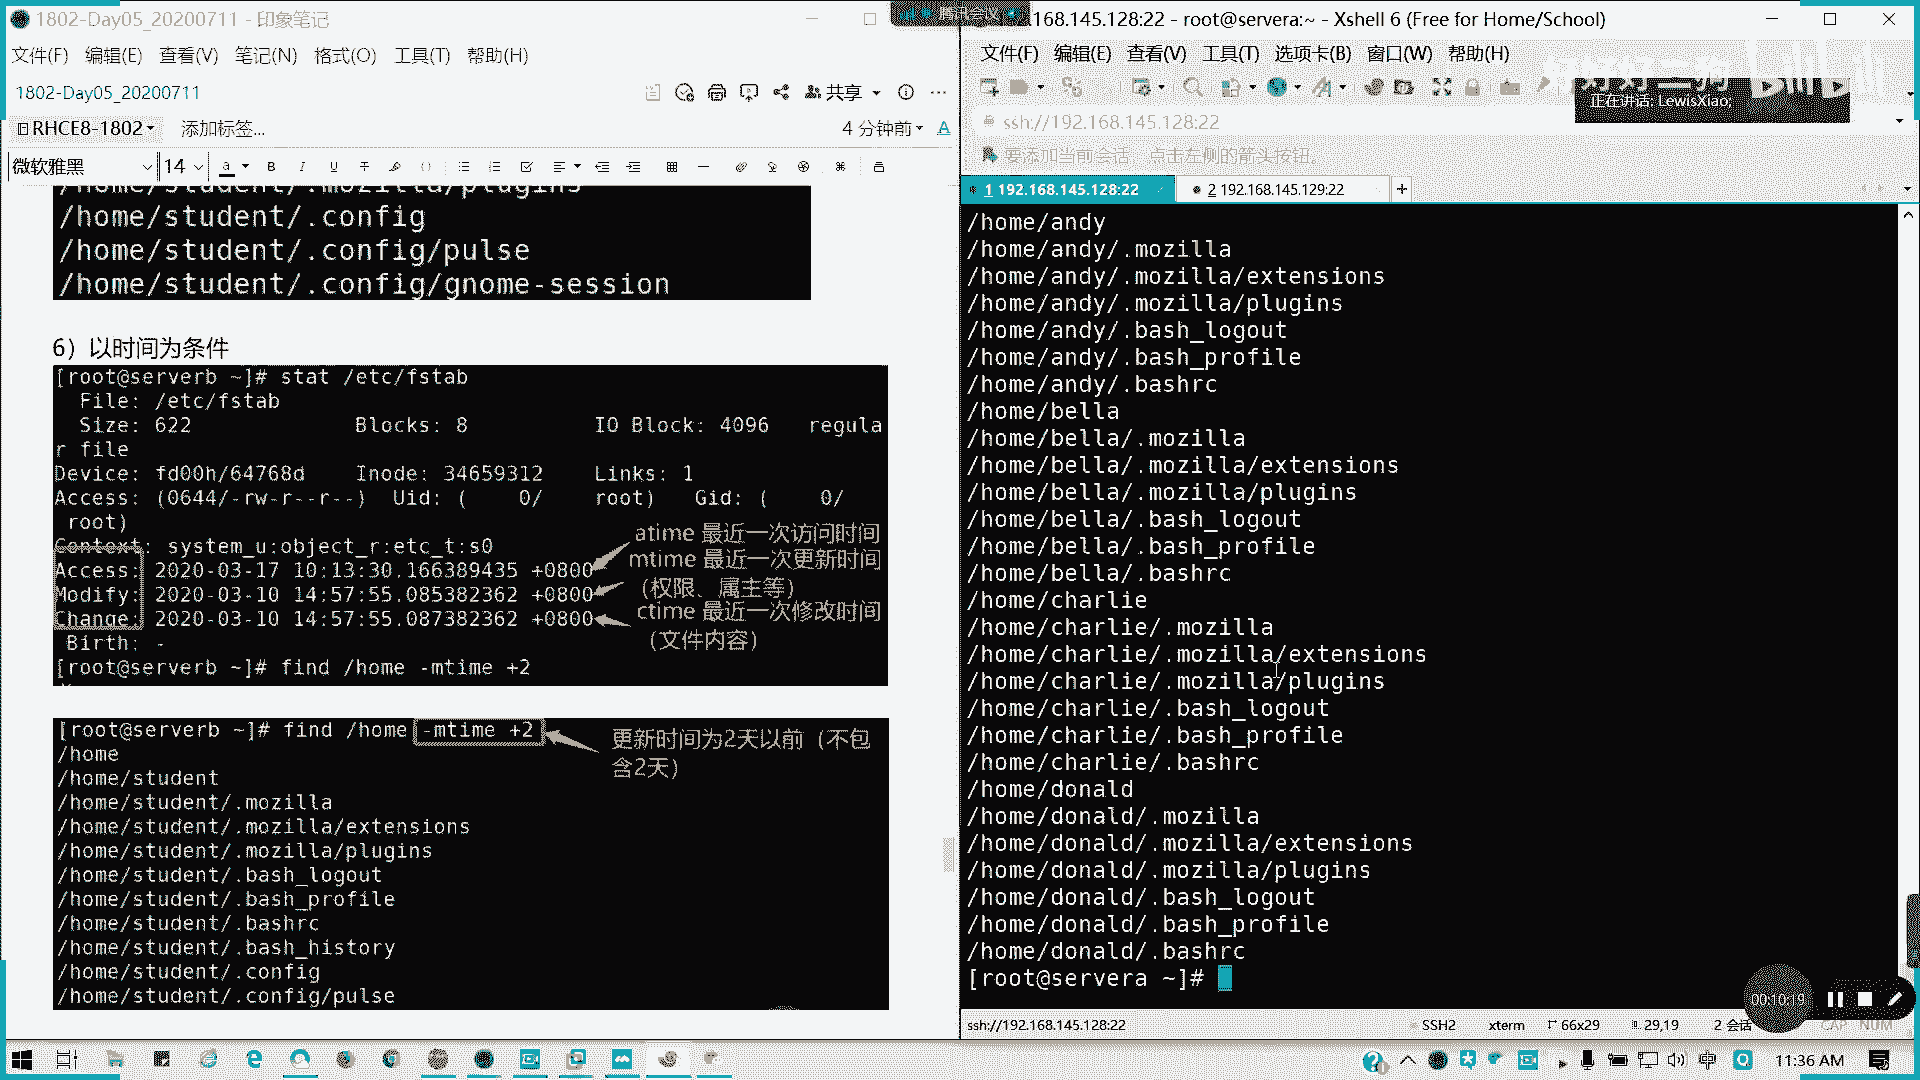 1802-Day05_20200711 - 印象笔记
文件(F) 编辑(E) 查看(V) 笔记(N) 格式(O) 工具(T) 帮助(H)
1802-Day05_20200711
共享
RHCE8-1802
添加标签...
4 分钟前
微软雅黑 14
/home/student/.mozilla/plugins
/home/student/.config
/home/student/.config/pulse
/home/student/.config/gnome-session
6）以时间为条件
[root@serverb ~]# stat /etc/fstab
File: /etc/fstab
Size: 622 Blocks: 8 IO Block: 4096 regula
r file
Device: fd00h/64768d Inode: 34659312 Links: 1
Access: (0644/-rw-r--r--) Uid: ( 0/ root) Gid: ( 0/
root)
Context: system_u:object_r:etc_t:s0
Access: 2020-03-17 10:13:30.166389435 +0800
Modify: 2020-03-10 14:57:55.085382362 +0800
Change: 2020-03-10 14:57:55.087382362 +0800
Birth: -
[root@serverb ~]# find /home -mtime +2
atime 最近一次访问时间
mtime 最近一次更新时间
（权限、属主等）
ctime 最近一次修改时间
（文件内容）
[root@serverb ~]# find /home -mtime +2
/home
/home/student
/home/student/.mozilla
/home/student/.mozilla/extensions
/home/student/.mozilla/plugins
/home/student/.bash_logout
/home/student/.bash_profile
/home/student/.bashrc
/home/student/.bash_history
/home/student/.config
/home/student/.config/pulse
更新时间为2天以前（不包
含2天）
腾讯会议
.168.145.128:22 - root@servera:~ - Xshell 6 (Free for Home/School)
文件(F) 编辑(E) 查看(V) 工具(T) 选项卡(B) 窗口(W) 帮助(H)
正在讲话: LewisXiao;
ssh://192.168.145.128:22
要添加当前会话，点击左侧的箭头按钮。
1 192.168.145.128:22
2 192.168.145.129:22
/home/andy
/home/andy/.mozilla
/home/andy/.mozilla/extensions
/home/andy/.mozilla/plugins
/home/andy/.bash_logout
/home/andy/.bash_profile
/home/andy/.bashrc
/home/bella
/home/bella/.mozilla
/home/bella/.mozilla/extensions
/home/bella/.mozilla/plugins
/home/bella/.bash_logout
/home/bella/.bash_profile
/home/bella/.bashrc
/home/charlie
/home/charlie/.mozilla
/home/charlie/.mozilla/extensions
/home/charlie/.mozilla/plugins
/home/charlie/.bash_logout
/home/charlie/.bash_profile
/home/charlie/.bashrc
/home/donald
/home/donald/.mozilla
/home/donald/.mozilla/extensions
/home/donald/.mozilla/plugins
/home/donald/.bash_logout
/home/donald/.bash_profile
/home/donald/.bashrc
[root@servera ~]#
00:10:19
ssh://192.168.145.128:22 SSH2 xterm 66x29 29,19 2 会话 CAP NUM
中
11:36 AM